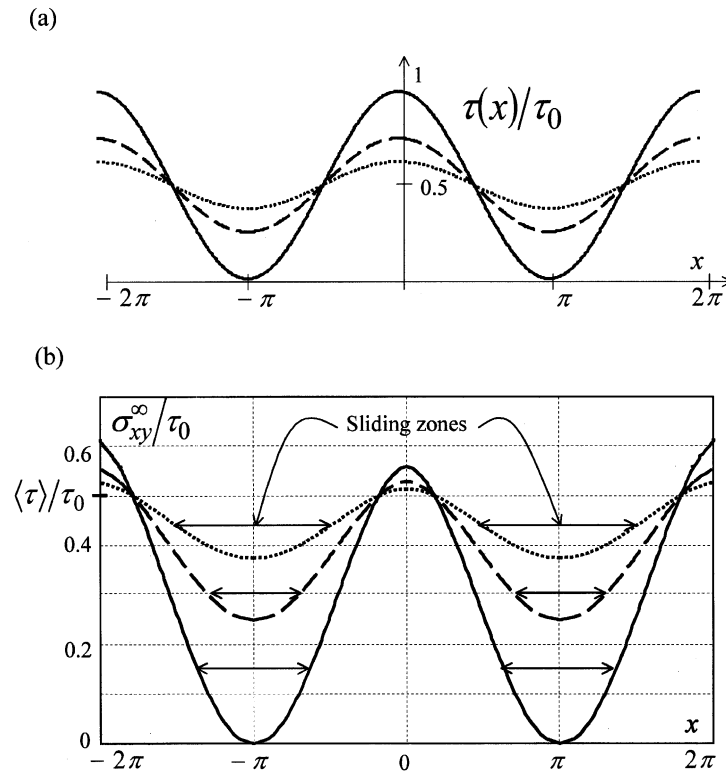 (a)
1
τ(x)/τ₀
0.5
x
− 2π
− π
π
2π
(b)
σ∞xy/τ₀
Sliding zones
0.6
⟨τ⟩/τ₀
0.4
0.2
0
x
− 2π
− π
0
π
2π